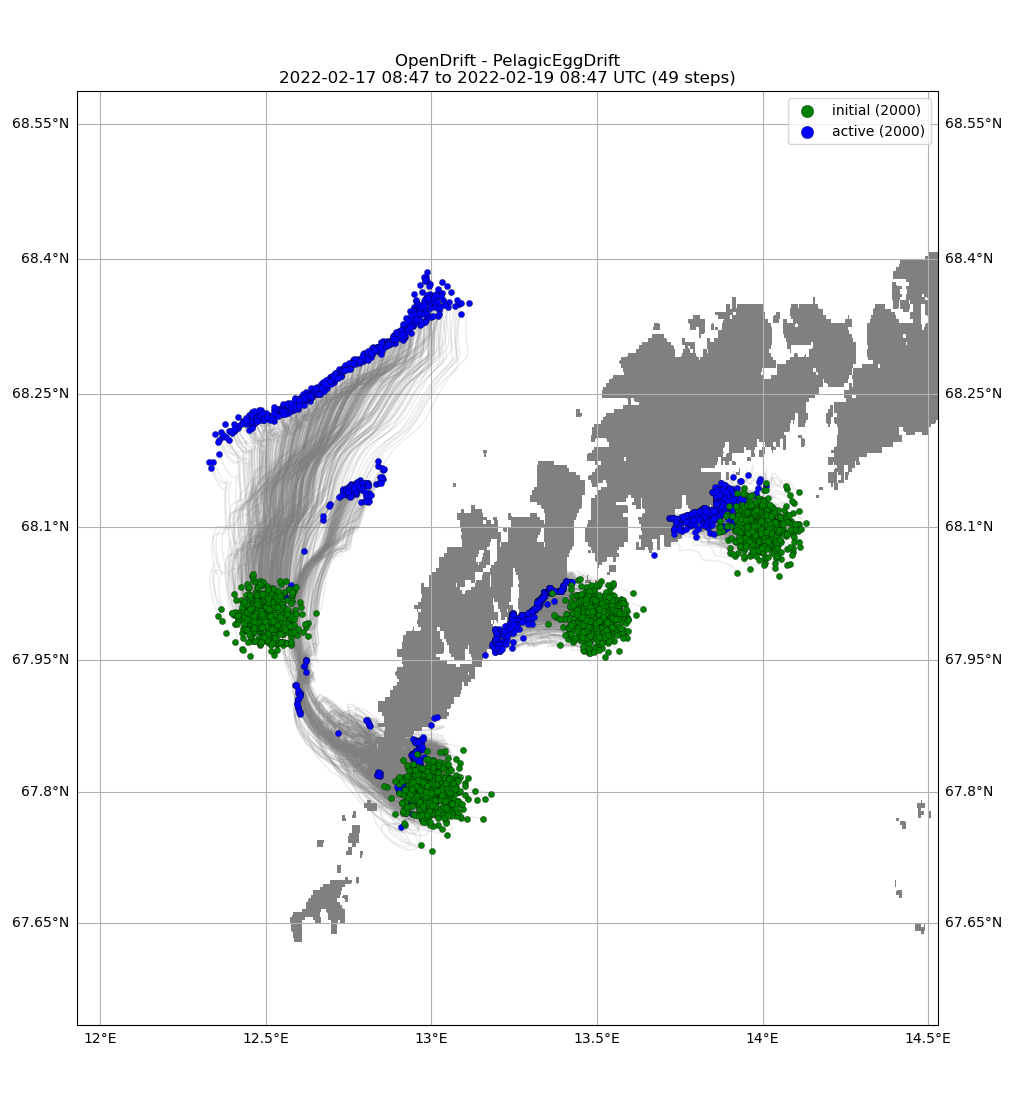 OpenDrift - PelagicEggDrift
2022-02-17 08:47 to 2022-02-19 08:47 UTC (49 steps)
initial (2000)
active (2000)
68.55°N
68.55°N
68.4°N
68.4°N
68.25°N
68.25°N
68.1°N
68.1°N
67.95°N
67.95°N
67.8°N
67.8°N
67.65°N
67.65°N
12°E
12.5°E
13°E
13.5°E
14°E
14.5°E